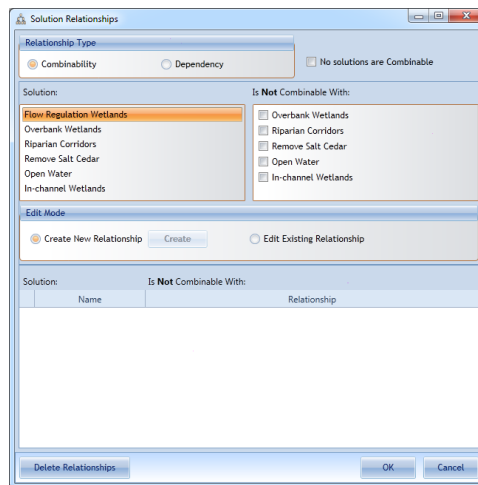 Solution Relationships
Relationship Type
Combinability
Dependency
No solutions are Combinable
Solution:
Is Not Combinable With:
Flow Regulation Wetlands
Overbank Wetlands
Riparian Corridors
Remove Salt Cedar
Open Water
In-channel Wetlands
Overbank Wetlands
Riparian Corridors
Remove Salt Cedar
Open Water
In-channel Wetlands
Edit Mode
Create New Relationship
Create
Edit Existing Relationship
Solution:
Is Not Combinable With:
Name
Relationship
Delete Relationships
OK
Cancel